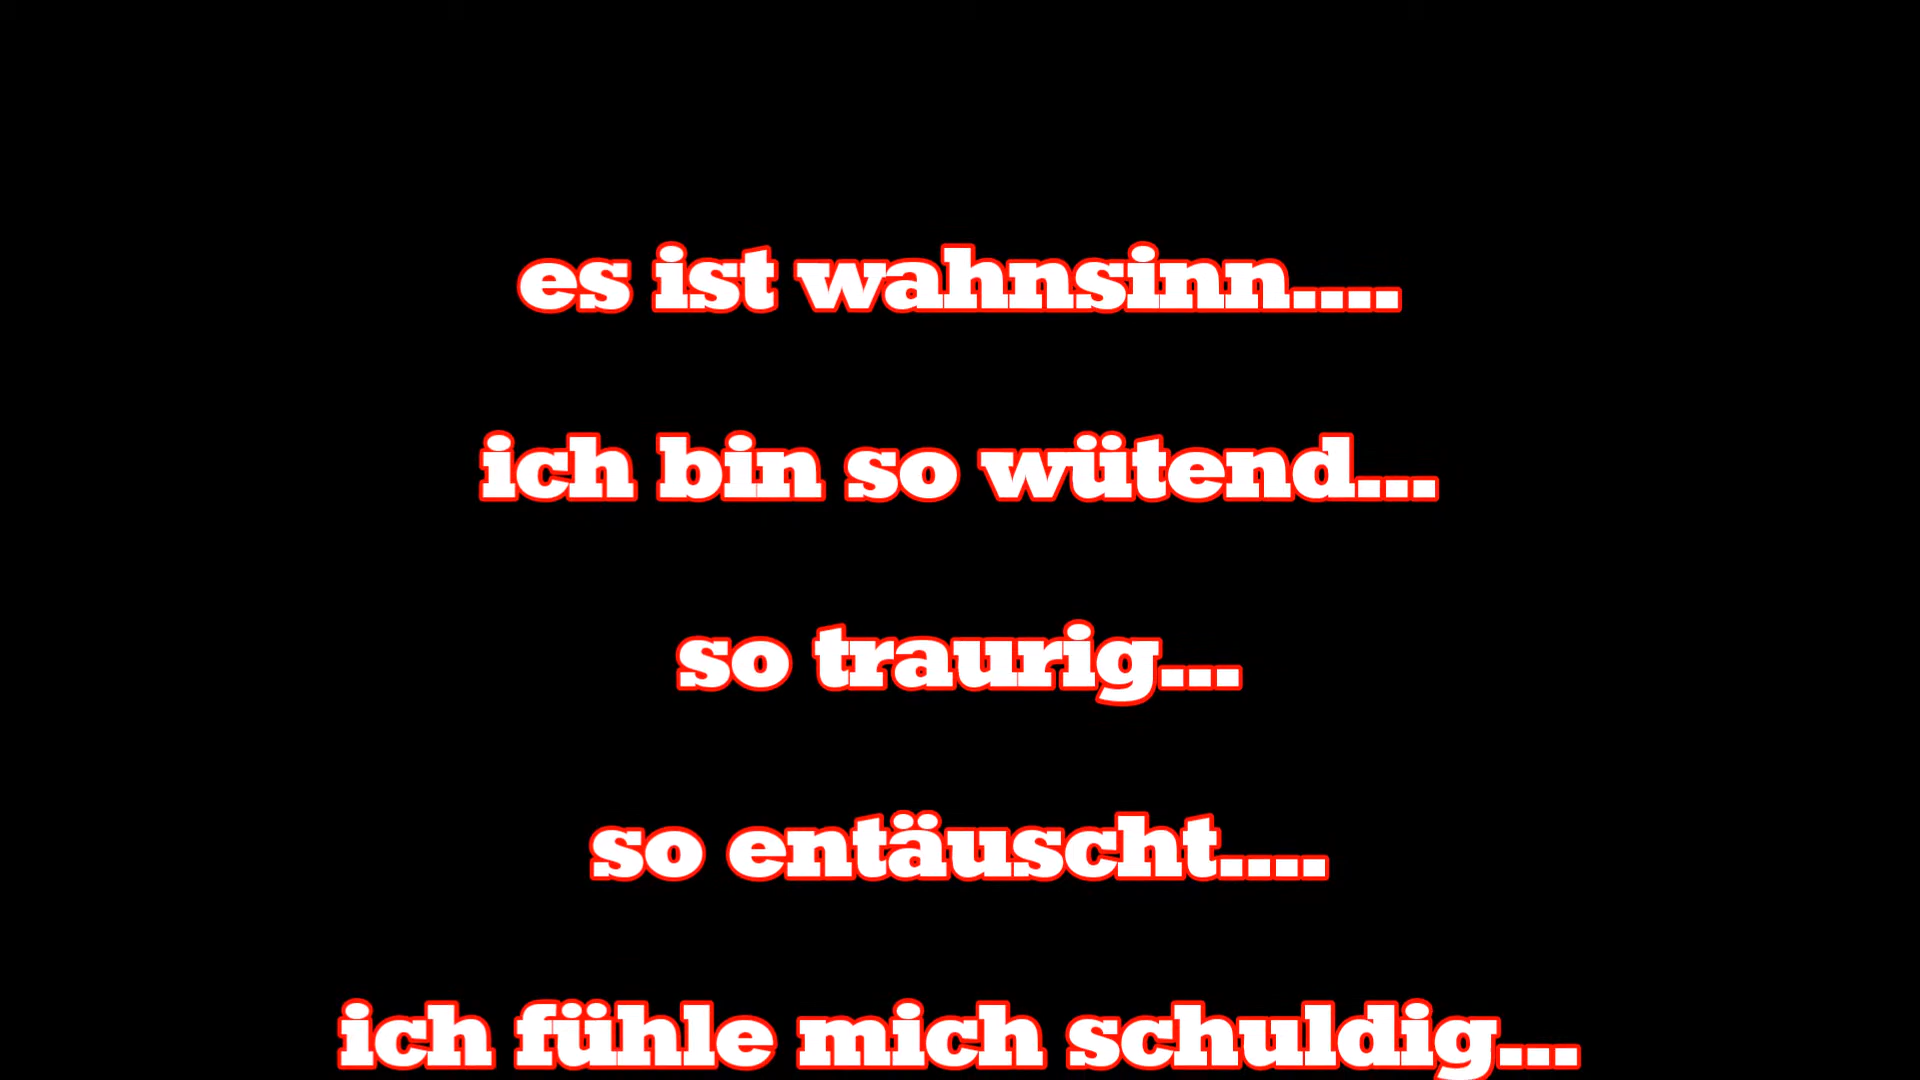 es ist wahnsinn....
ich bin so wütend...
so traurig...
so entäuscht....
ich fühle mich schuldig...